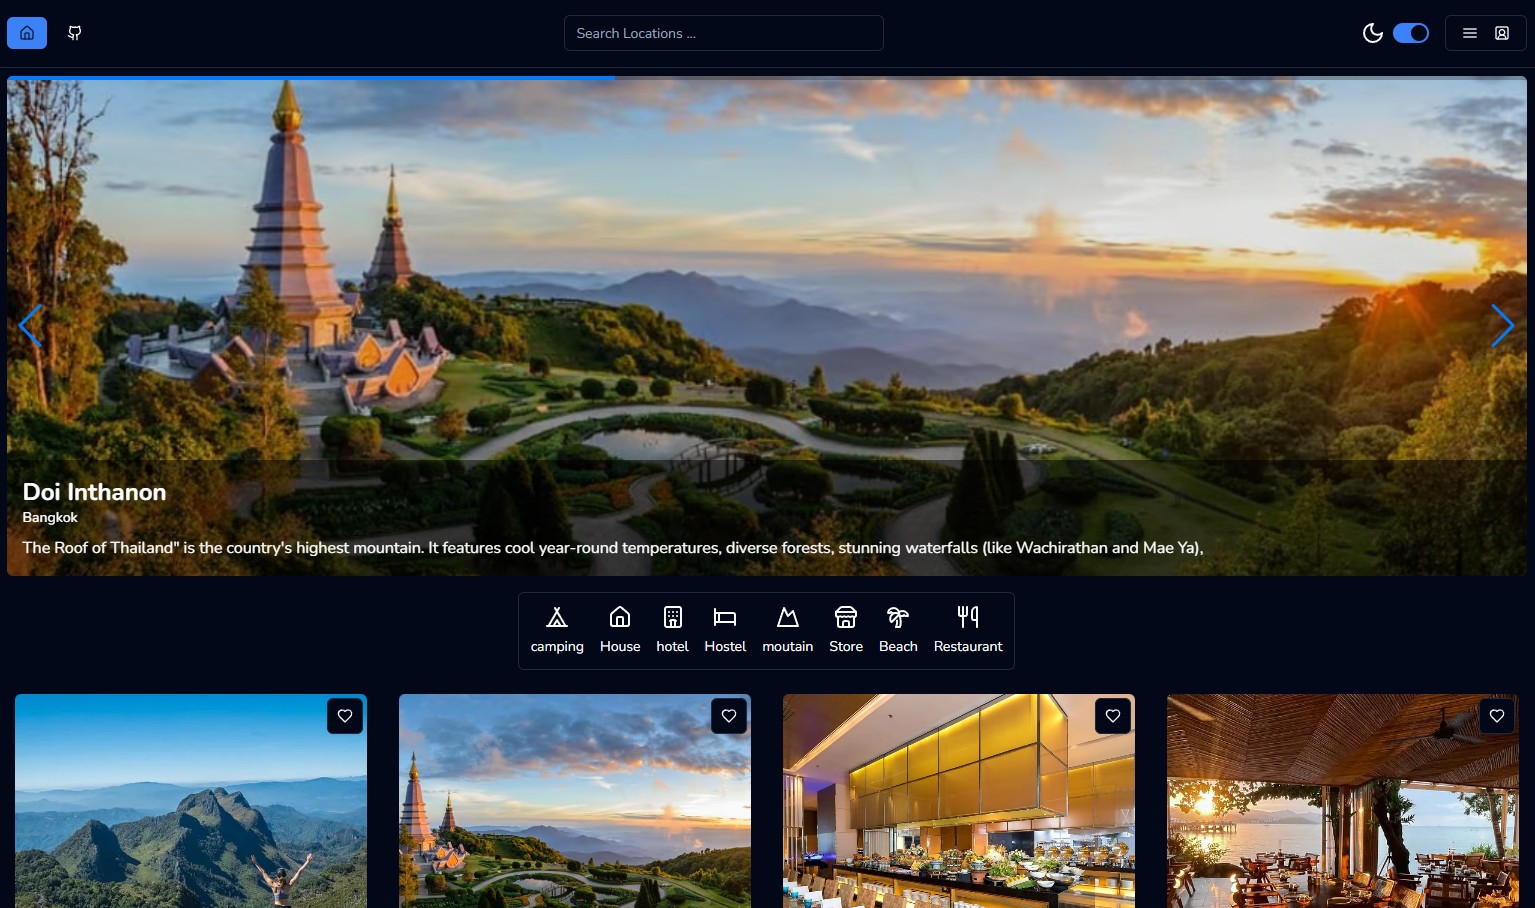 Search Locations ...
Doi Inthanon
Bangkok
The Roof of Thailand" is the country's highest mountain. It features cool year-round temperatures, diverse forests, stunning waterfalls (like Wachirathan and Mae Ya),
camping House hotel Hostel moutain Store Beach Restaurant